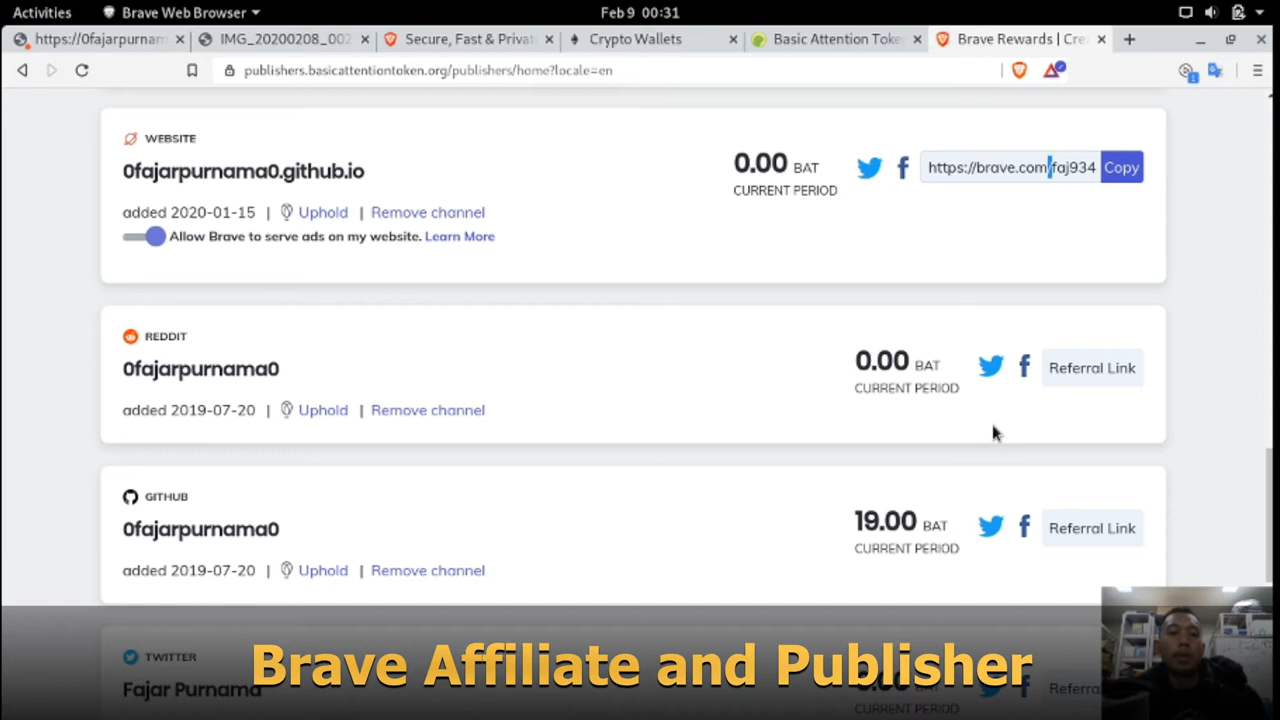 Activities Brave Web Browser Feb 9 00:31
https://0fajarpurnam IMG_20200208_002 Secure, Fast & Privat Crypto Wallets Basic Attention Toke Brave Rewards | Cre
publishers.basicattentiontoken.org/publishers/home?locale=en
WEBSITE
0fajarpurnama0.github.io
0.00 BAT
CURRENT PERIOD
https://brave.com/faj934 Copy
added 2020-01-15 | Uphold | Remove channel
Allow Brave to serve ads on my website. Learn More
REDDIT
0fajarpurnama0
0.00 BAT
CURRENT PERIOD
Referral Link
added 2019-07-20 | Uphold | Remove channel
GITHUB
0fajarpurnama0
19.00 BAT
CURRENT PERIOD
Referral Link
added 2019-07-20 | Uphold | Remove channel
Brave Affiliate and Publisher
TWITTER
Fajar Purnama
0.00 BAT
Referral